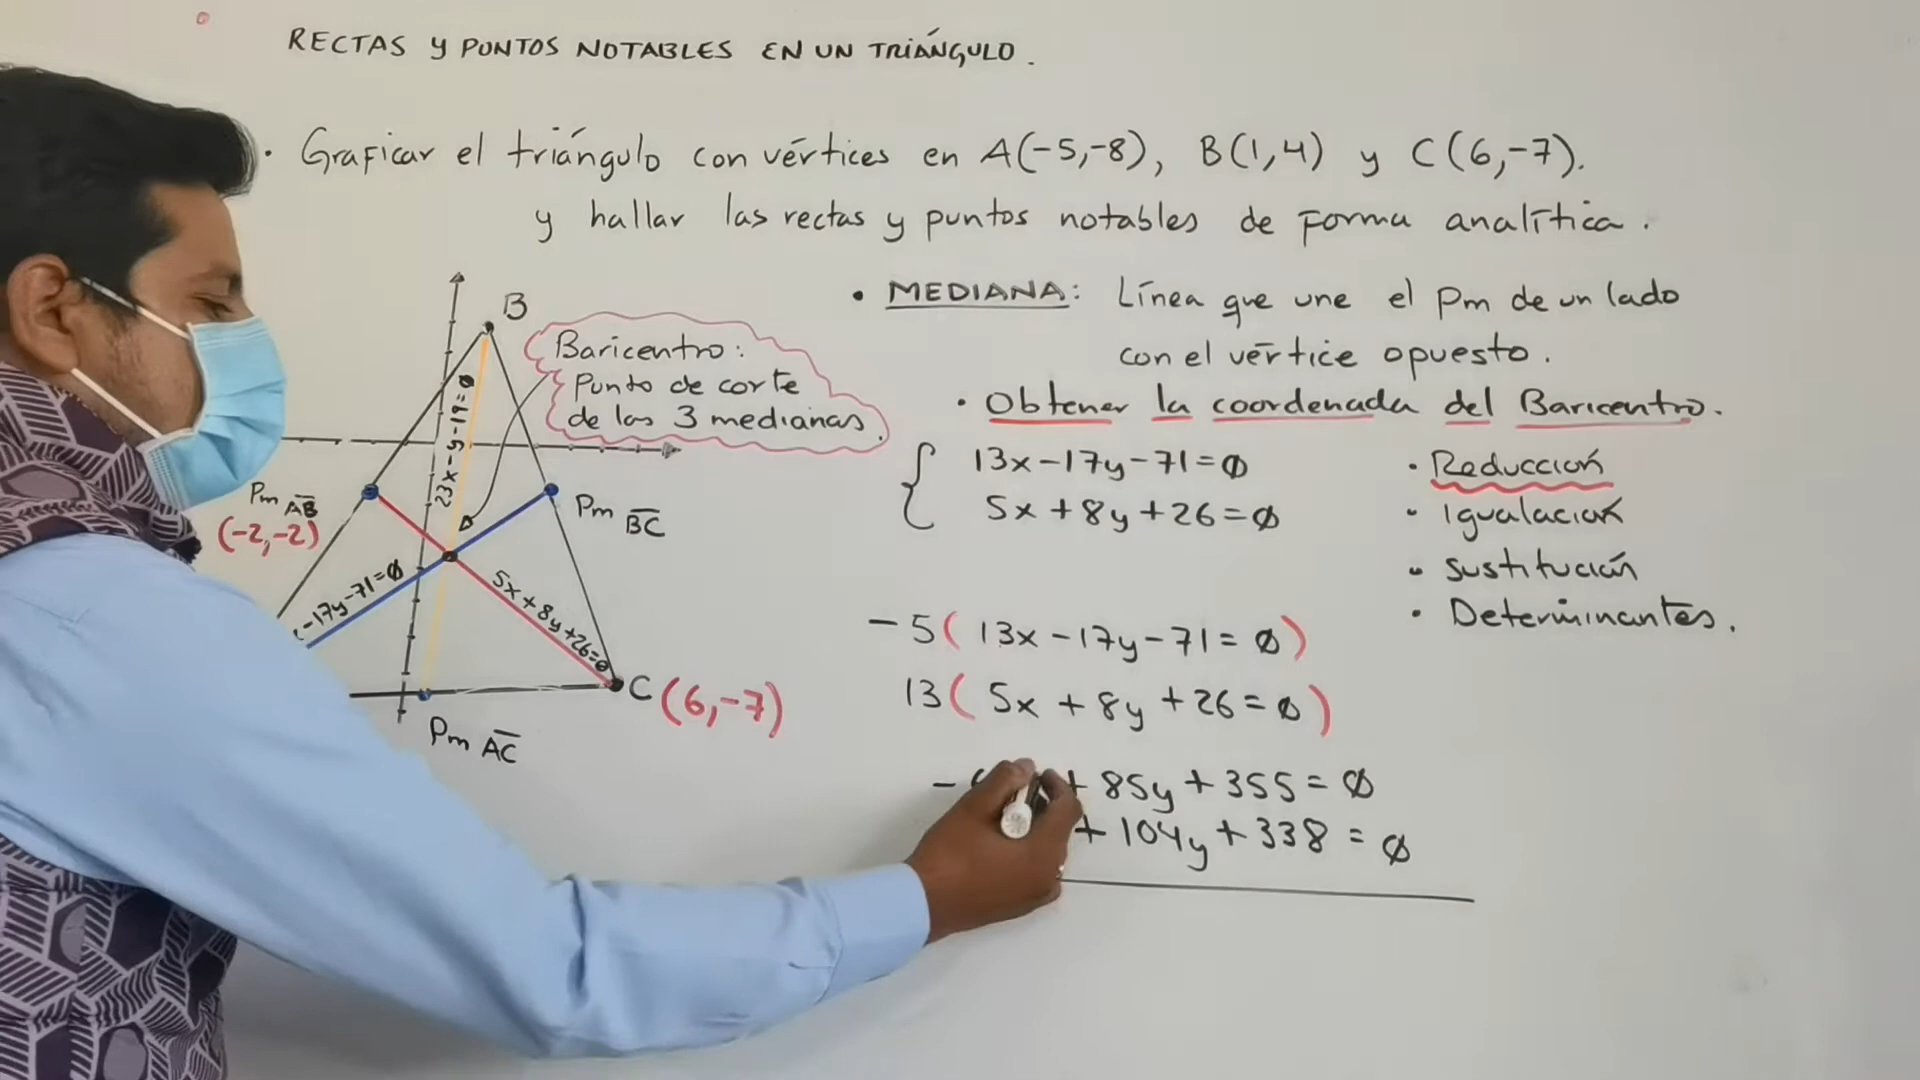 RECTAS Y PUNTOS NOTABLES EN UN TRIÁNGULO.
• Graficar el triángulo con vértices en A(-5,-8), B(1,4) y C(6,-7).
y hallar las rectas y puntos notables de forma analítica.
B
Baricentro:
Punto de corte
de las 3 medianas.
23x-y-19=0
Pm AB
(-2,-2)
Pm BC
-17y-71=0
5x+8y+26=0
C(6,-7)
Pm AC
• MEDIANA: Línea que une el Pm de un lado
con el vértice opuesto.
• Obtener la coordenada del Baricentro.
13x-17y-71=0
5x+8y+26=0
• Reducción
• Igualación
• Sustitución
• Determinantes.
-5(13x-17y-71=0)
13(5x+8y+26=0)
+85y+355=0
+104y+338=0